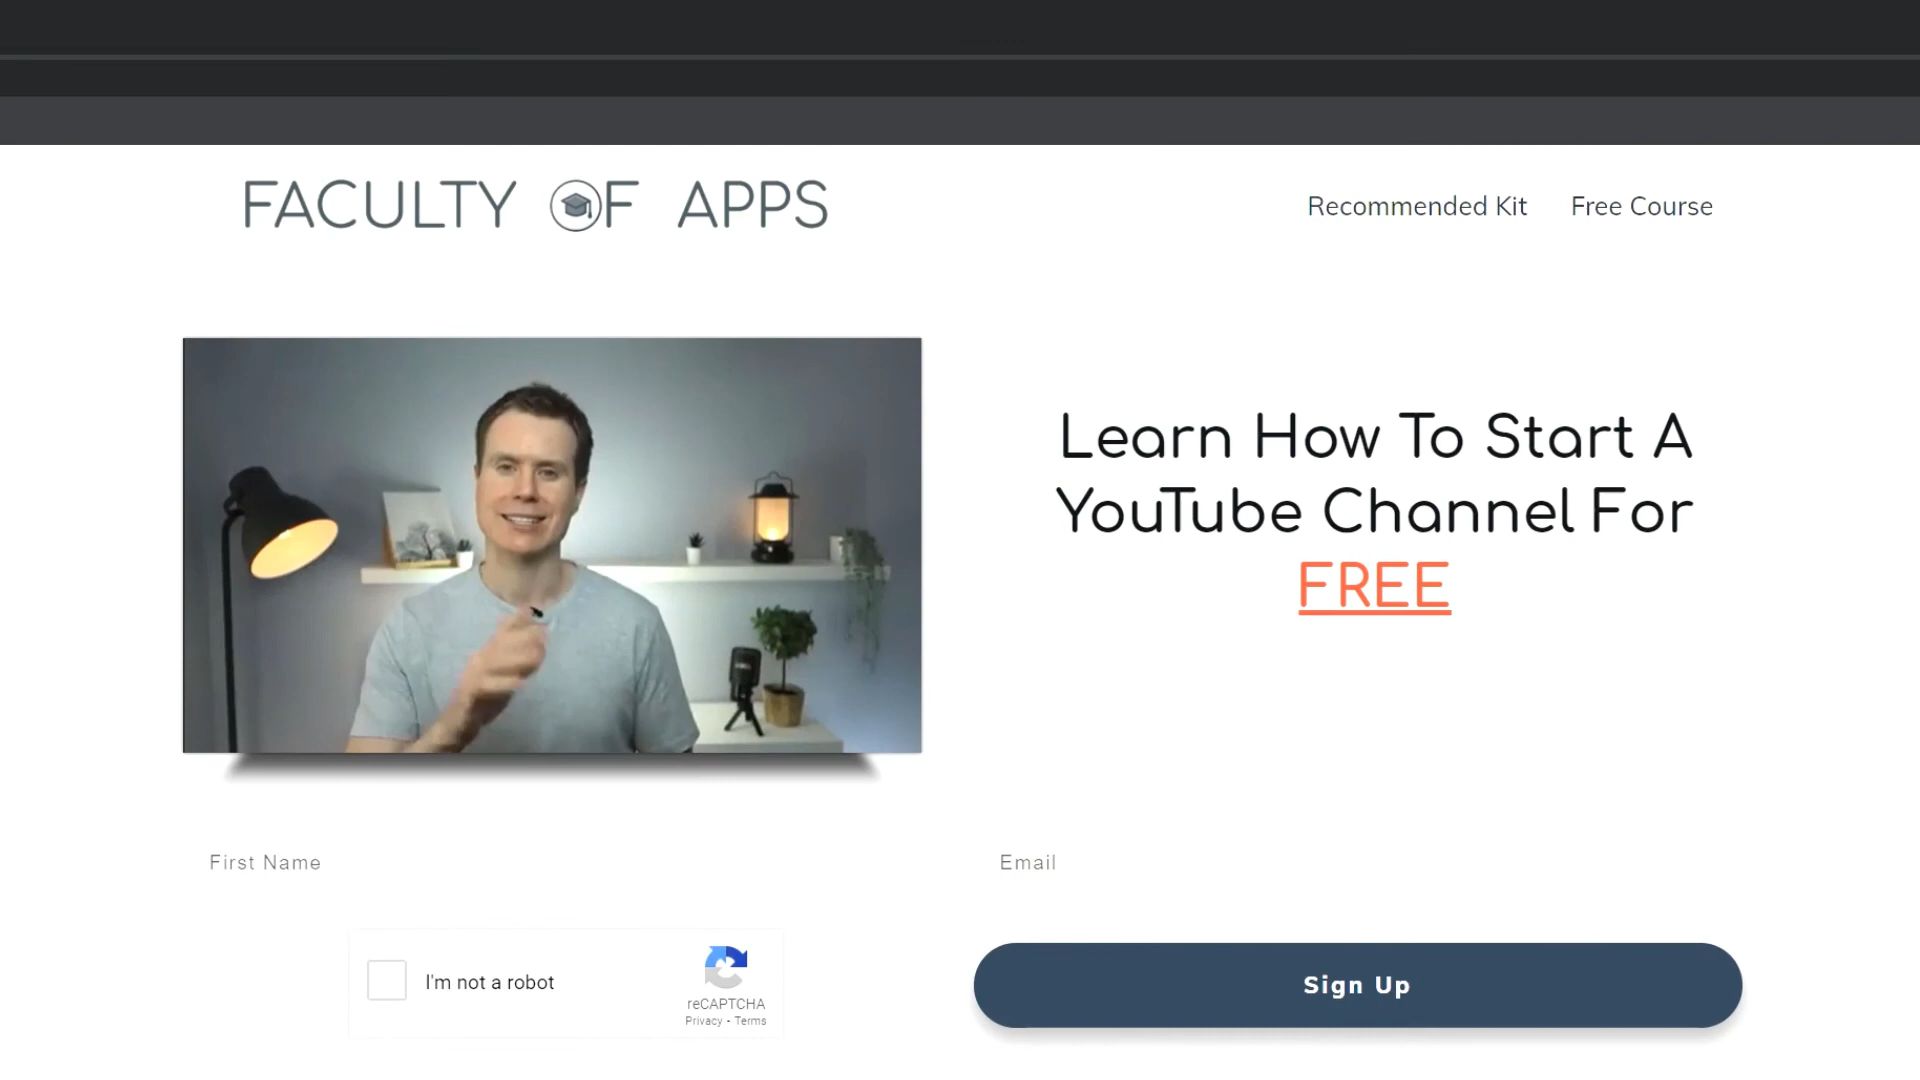 FACULTY OF APPS
Recommended Kit
Free Course
Learn How To Start A
YouTube Channel For
FREE
First Name
Email
I'm not a robot
reCAPTCHA
Privacy - Terms
Sign Up